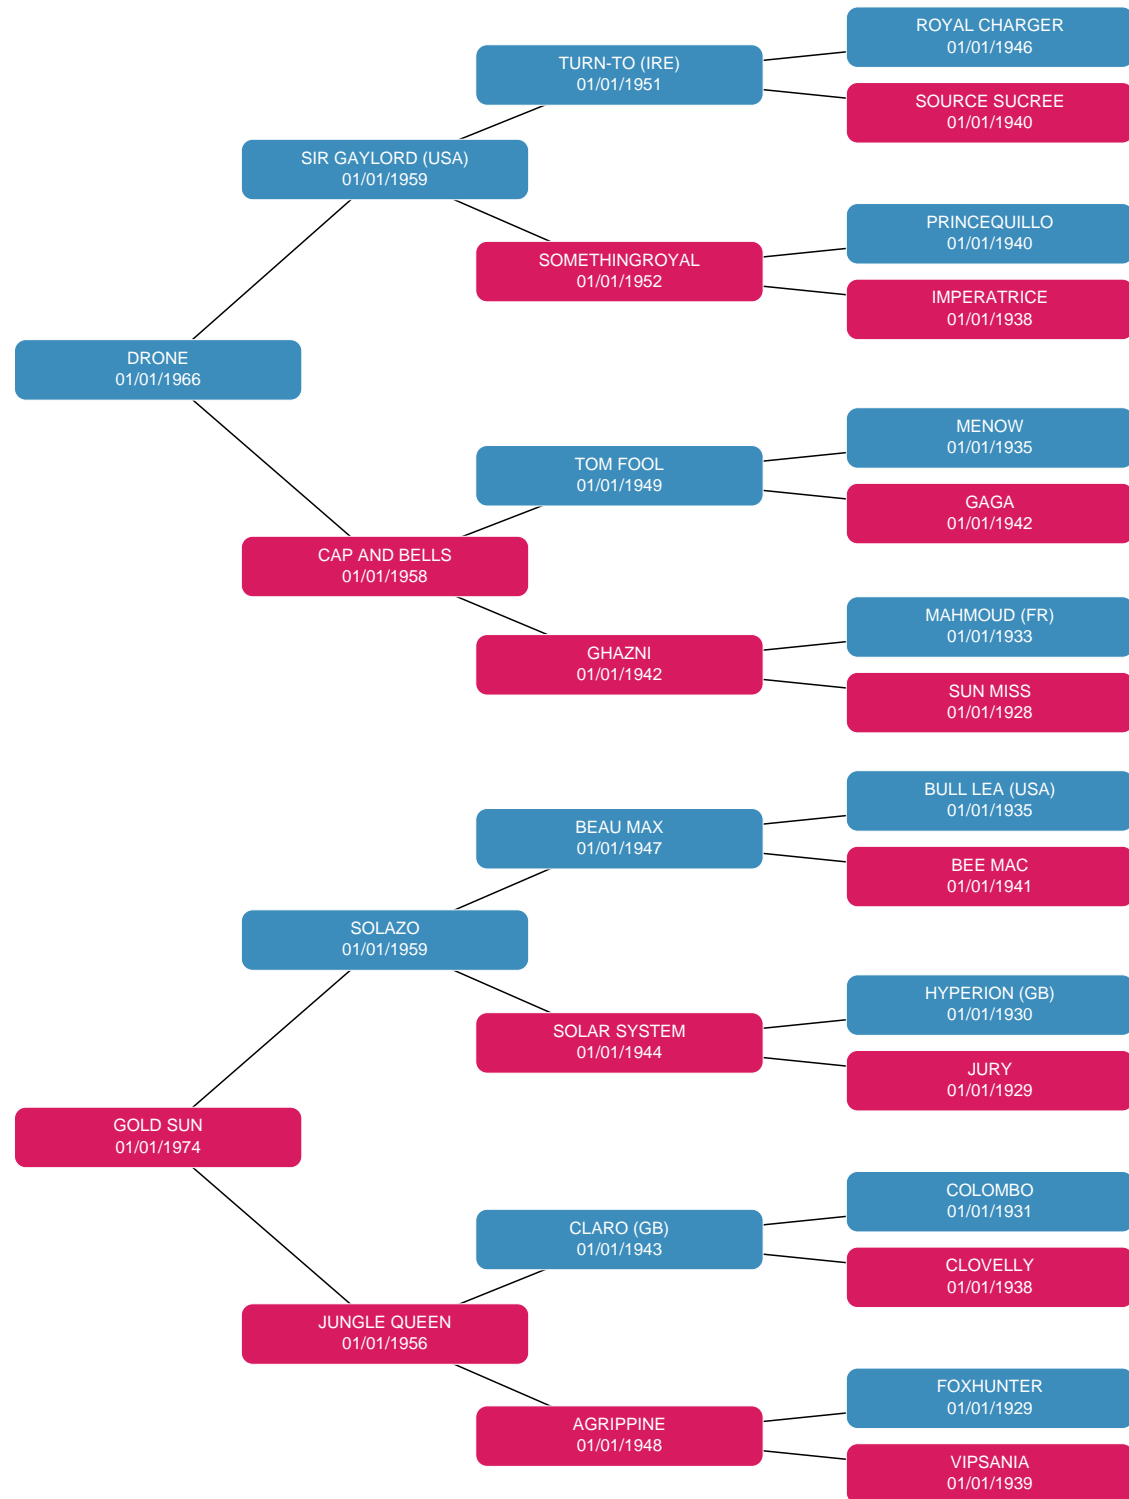 ROYAL CHARGER
01/01/1946
TURN-TO (IRE)
01/01/1951
SOURCE SUCREE
01/01/1940
SIR GAYLORD (USA)
01/01/1959
PRINCEQUILLO
01/01/1940
SOMETHINGROYAL
01/01/1952
IMPERATRICE
01/01/1938
DRONE
01/01/1966
MENOW
01/01/1935
TOM FOOL
01/01/1949
GAGA
01/01/1942
CAP AND BELLS
01/01/1958
MAHMOUD (FR)
01/01/1933
GHAZNI
01/01/1942
SUN MISS
01/01/1928
BULL LEA (USA)
01/01/1935
BEAU MAX
01/01/1947
BEE MAC
01/01/1941
SOLAZO
01/01/1959
HYPERION (GB)
01/01/1930
SOLAR SYSTEM
01/01/1944
JURY
01/01/1929
GOLD SUN
01/01/1974
COLOMBO
01/01/1931
CLARO (GB)
01/01/1943
CLOVELLY
01/01/1938
JUNGLE QUEEN
01/01/1956
FOXHUNTER
01/01/1929
AGRIPPINE
01/01/1948
VIPSANIA
01/01/1939